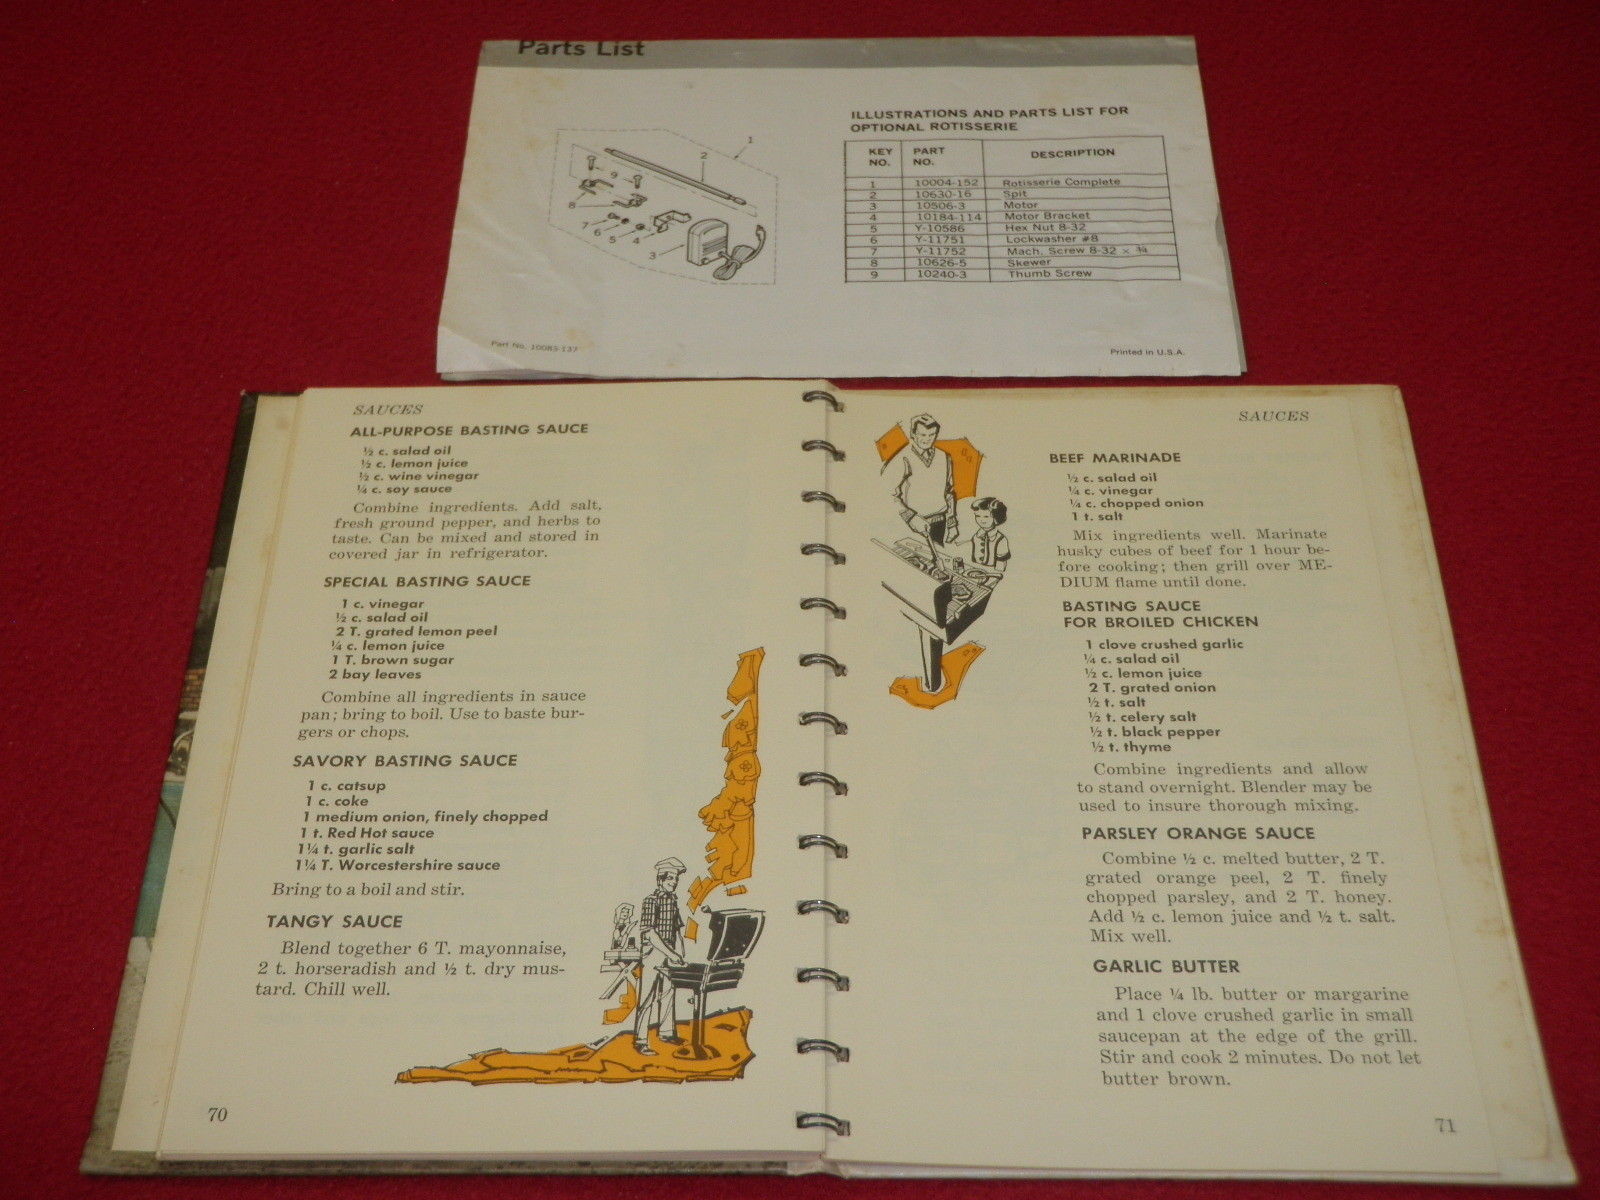 Parts List
ILLUSTRATIONS AND PARTS LIST FOR
OPTIONAL ROTISSERIE
KEY NO. PART NO. DESCRIPTION
1 10004-152 Rotisserie Complete
2 10630-16 Spit
3 10506-3 Motor
4 10184-114 Motor Bracket
5 Y-10586 Hex Nut 8-32
6 Y-11751 Lockwasher #8
7 Y-11752 Mach. Screw 8-32 × ¾
8 10626-5 Skewer
9 10240-3 Thumb Screw
1
2
9
8
7 6 5 4
3
Part No. 10085-137
Printed in U.S.A.
SAUCES
ALL-PURPOSE BASTING SAUCE
½ c. salad oil
½ c. lemon juice
½ c. wine vinegar
¼ c. soy sauce
Combine ingredients. Add salt,
fresh ground pepper, and herbs to
taste. Can be mixed and stored in
covered jar in refrigerator.
SPECIAL BASTING SAUCE
1 c. vinegar
½ c. salad oil
2 T. grated lemon peel
¼ c. lemon juice
1 T. brown sugar
2 bay leaves
Combine all ingredients in sauce
pan; bring to boil. Use to baste bur-
gers or chops.
SAVORY BASTING SAUCE
1 c. catsup
1 c. coke
1 medium onion, finely chopped
1 t. Red Hot sauce
1¼ t. garlic salt
1¼ T. Worcestershire sauce
Bring to a boil and stir.
TANGY SAUCE
Blend together 6 T. mayonnaise,
2 t. horseradish and ½ t. dry mus-
tard. Chill well.
70
SAUCES
BEEF MARINADE
½ c. salad oil
¼ c. vinegar
¼ c. chopped onion
1 t. salt
Mix ingredients well. Marinate
husky cubes of beef for 1 hour be-
fore cooking; then grill over ME-
DIUM flame until done.
BASTING SAUCE
FOR BROILED CHICKEN
1 clove crushed garlic
¼ c. salad oil
½ c. lemon juice
2 T. grated onion
½ t. salt
½ t. celery salt
½ t. black pepper
½ t. thyme
Combine ingredients and allow
to stand overnight. Blender may be
used to insure thorough mixing.
PARSLEY ORANGE SAUCE
Combine ½ c. melted butter, 2 T.
grated orange peel, 2 T. finely
chopped parsley, and 2 T. honey.
Add ½ c. lemon juice and ½ t. salt.
Mix well.
GARLIC BUTTER
Place ¼ lb. butter or margarine
and 1 clove crushed garlic in small
saucepan at the edge of the grill.
Stir and cook 2 minutes. Do not let
butter brown.
71